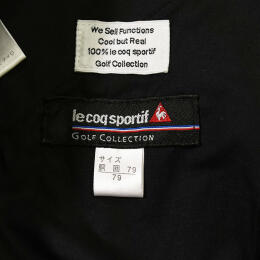 We Sell Functions
Cool but Real
100% le coq sportif
Golf Collection
le coq sportif
GOLF COLLECTION
サイズ
胴囲 79
79